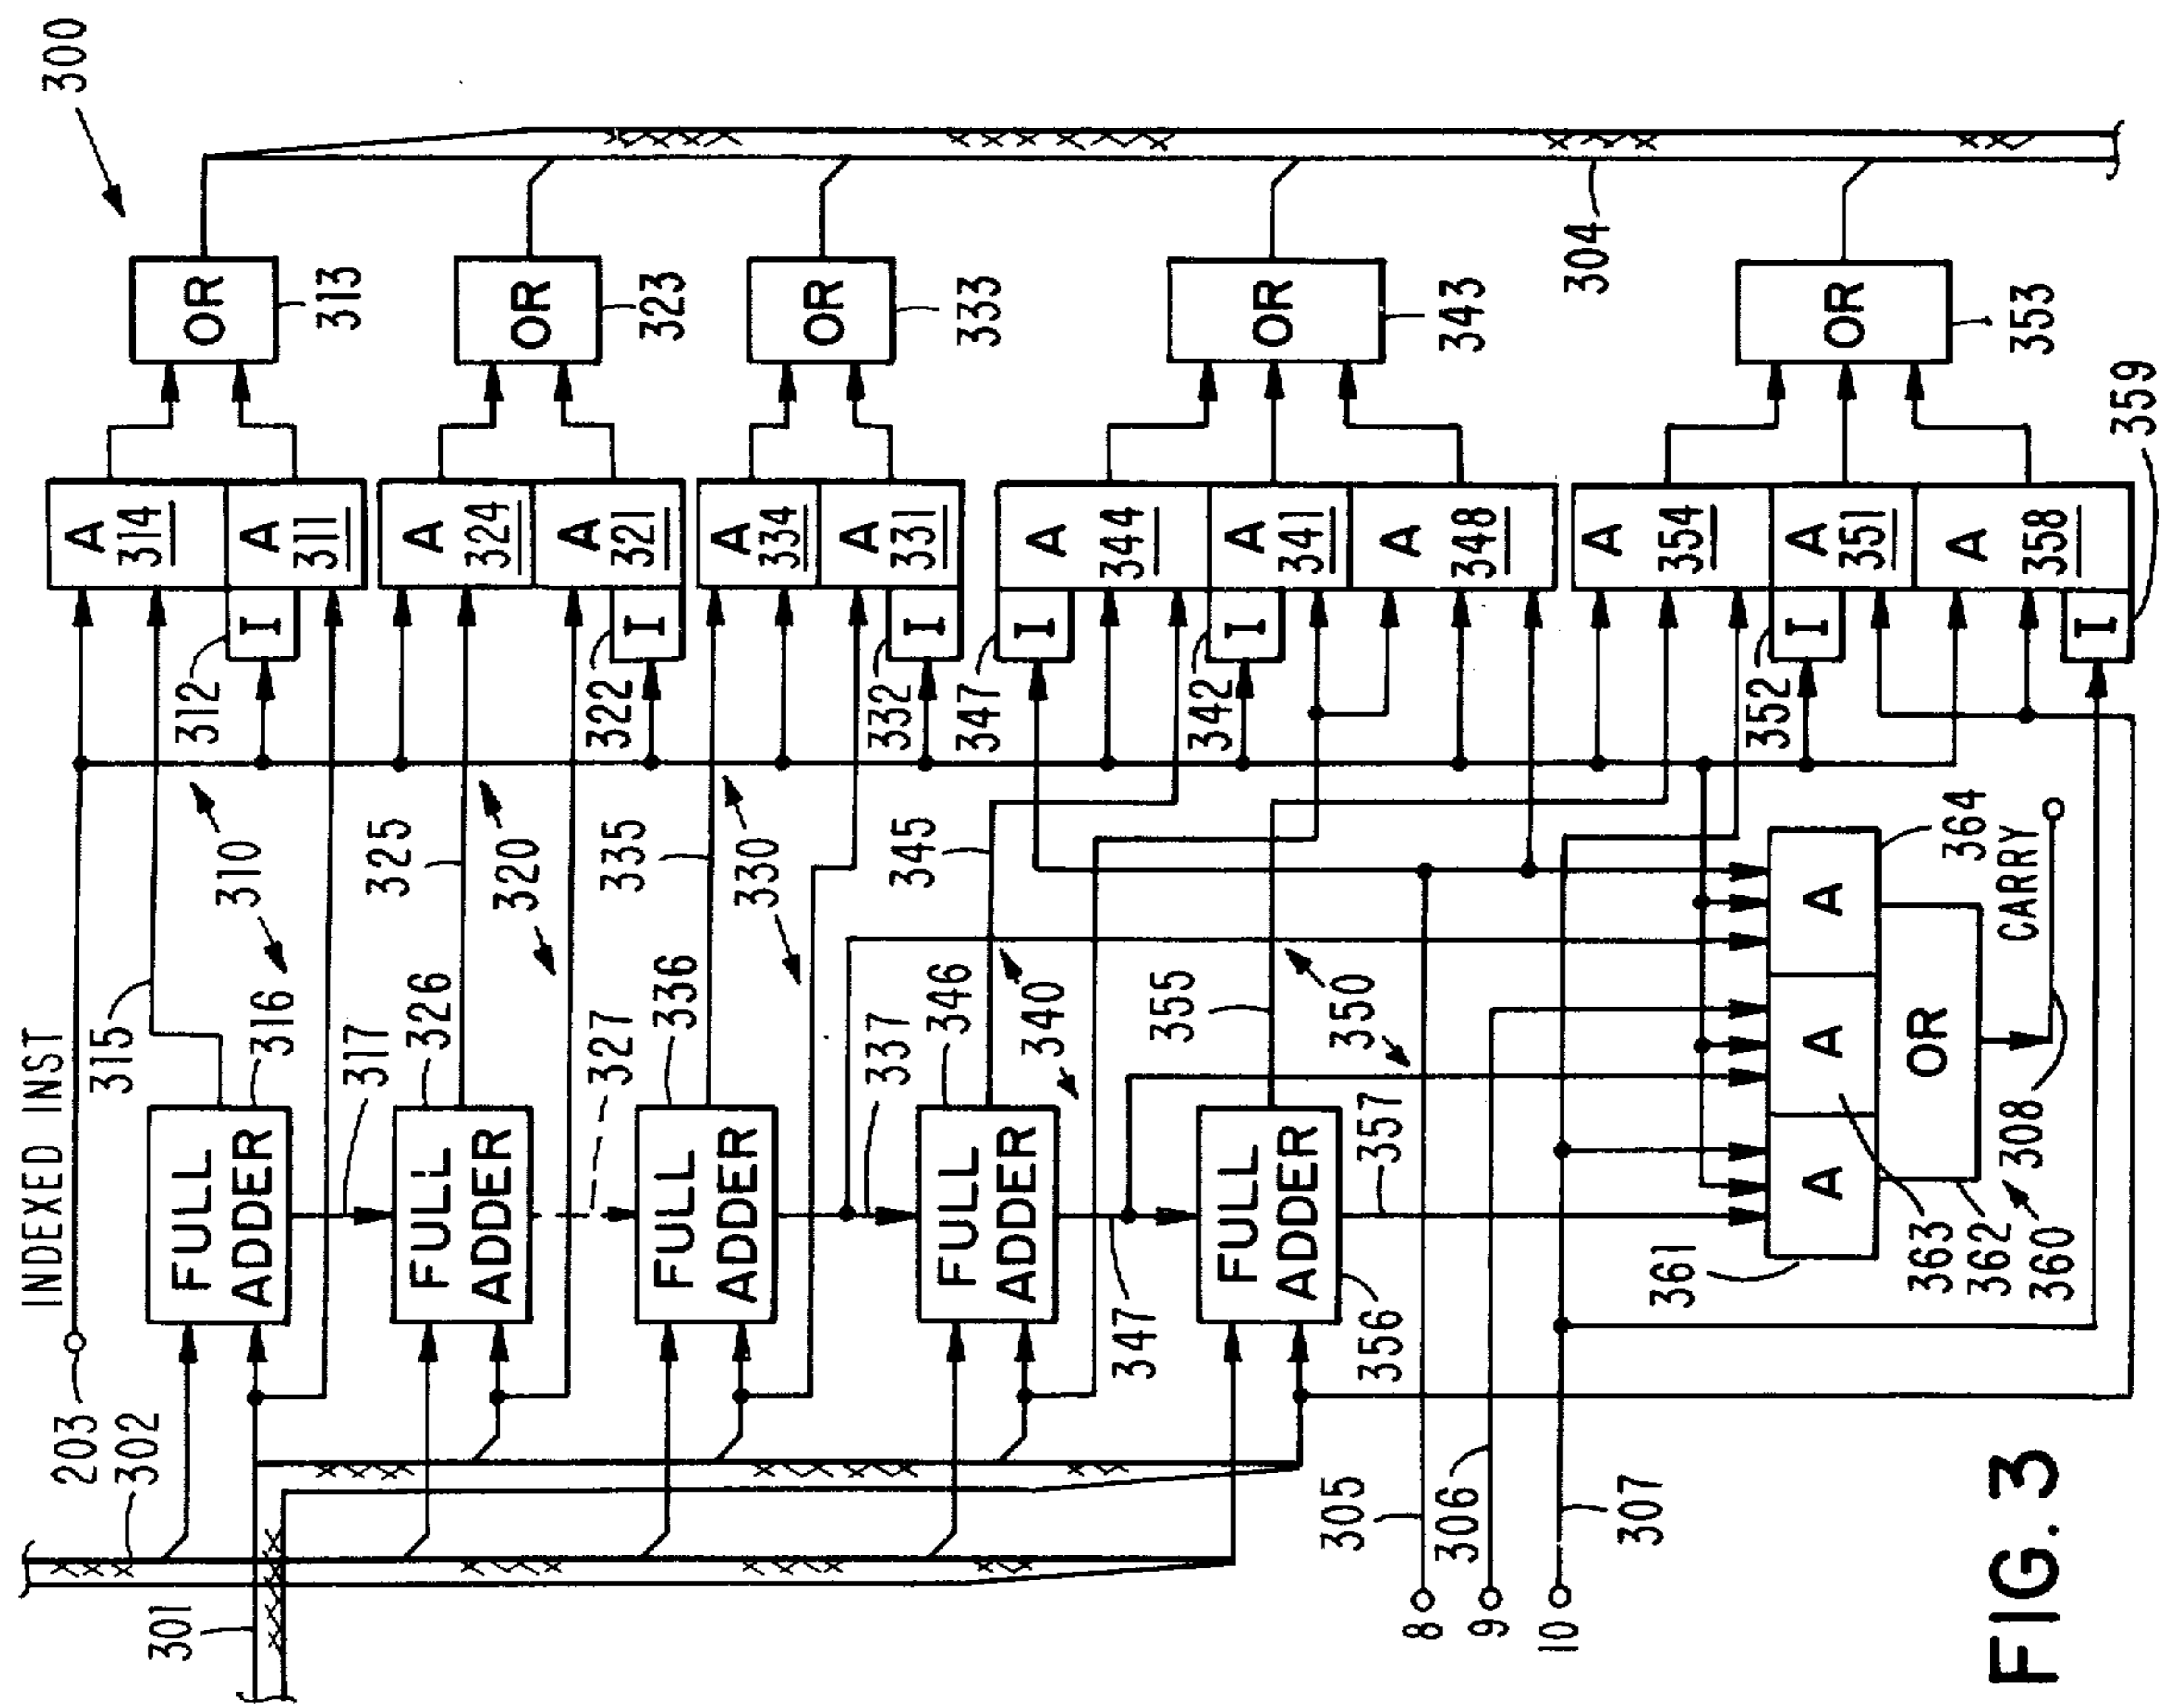 300
OR
313
OR
323
OR
333
OR
343
304
OR
353
359
A
314
A
311
A
324
A
321
A
334
A
331
A
344
A
341
A
348
A
354
A
351
A
358
I
312
I
322
I
332
I
347
I
342
I
352
I
310
325
320
335
330
345
355
350
364
CARRY
A
A
A
OR
361
363
362
360
308
INDEXED INST
203
302
301
315
316
317
326
327
336
337
346
340
347
357
356
FULL
ADDER
FULL
ADDER
FULL
ADDER
FULL
ADDER
FULL
ADDER
305
306
307
8
9
10
FIG. 3